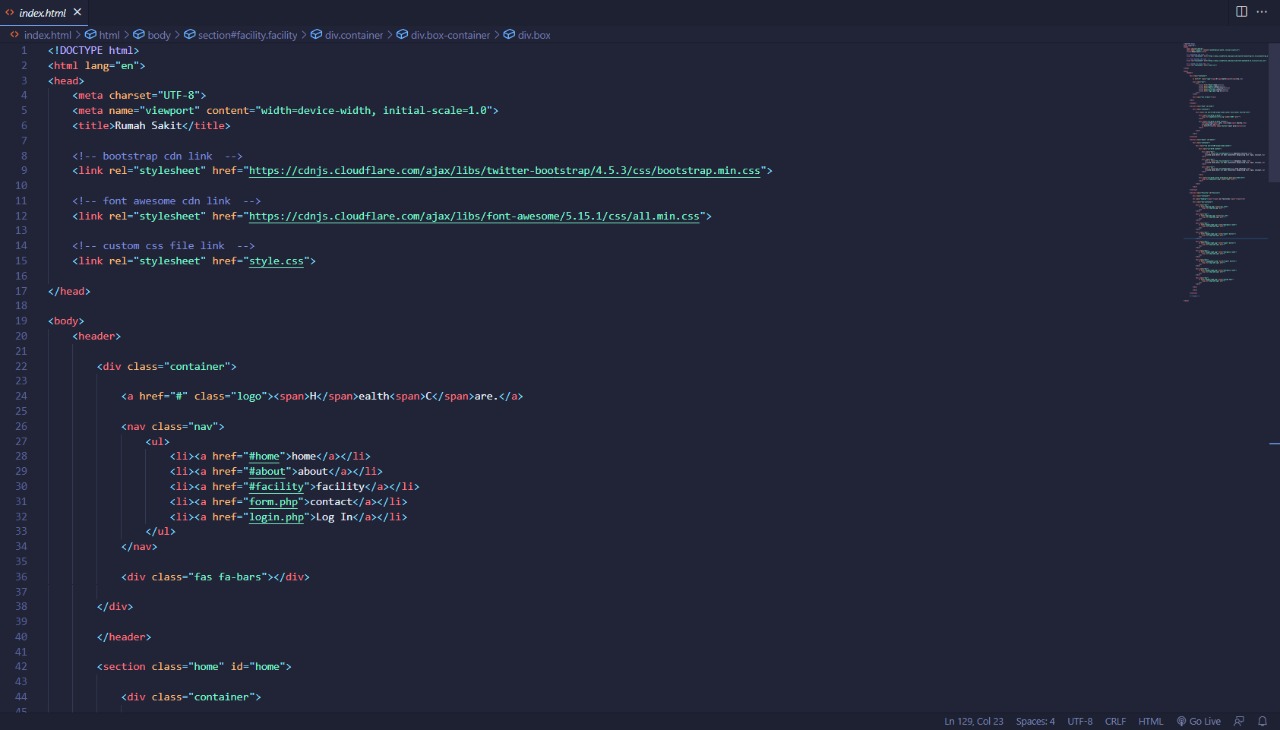 index.html
index.html > html > body > section#facility.facility > div.container > div.box-container > div.box
1 <!DOCTYPE html>
2 <html lang="en">
3 <head>
4 <meta charset="UTF-8">
5 <meta name="viewport" content="width=device-width, initial-scale=1.0">
6 <title>Rumah Sakit</title>
7
8 <!-- bootstrap cdn link  -->
9 <link rel="stylesheet" href="https://cdnjs.cloudflare.com/ajax/libs/twitter-bootstrap/4.5.3/css/bootstrap.min.css">
10
11 <!-- font awesome cdn link  -->
12 <link rel="stylesheet" href="https://cdnjs.cloudflare.com/ajax/libs/font-awesome/5.15.1/css/all.min.css">
13
14 <!-- custom css file link  -->
15 <link rel="stylesheet" href="style.css">
16
17 </head>
18
19 <body>
20 <header>
21
22 <div class="container">
23
24 <a href="#" class="logo"><span>H</span>ealth<span>C</span>are.</a>
25
26 <nav class="nav">
27 <ul>
28 <li><a href="#home">home</a></li>
29 <li><a href="#about">about</a></li>
30 <li><a href="#facility">facility</a></li>
31 <li><a href="form.php">contact</a></li>
32 <li><a href="login.php">Log In</a></li>
33 </ul>
34 </nav>
35
36 <div class="fas fa-bars"></div>
37
38 </div>
39
40 </header>
41
42 <section class="home" id="home">
43
44 <div class="container">
45
Ln 129, Col 23 Spaces: 4 UTF-8 CRLF HTML Go Live